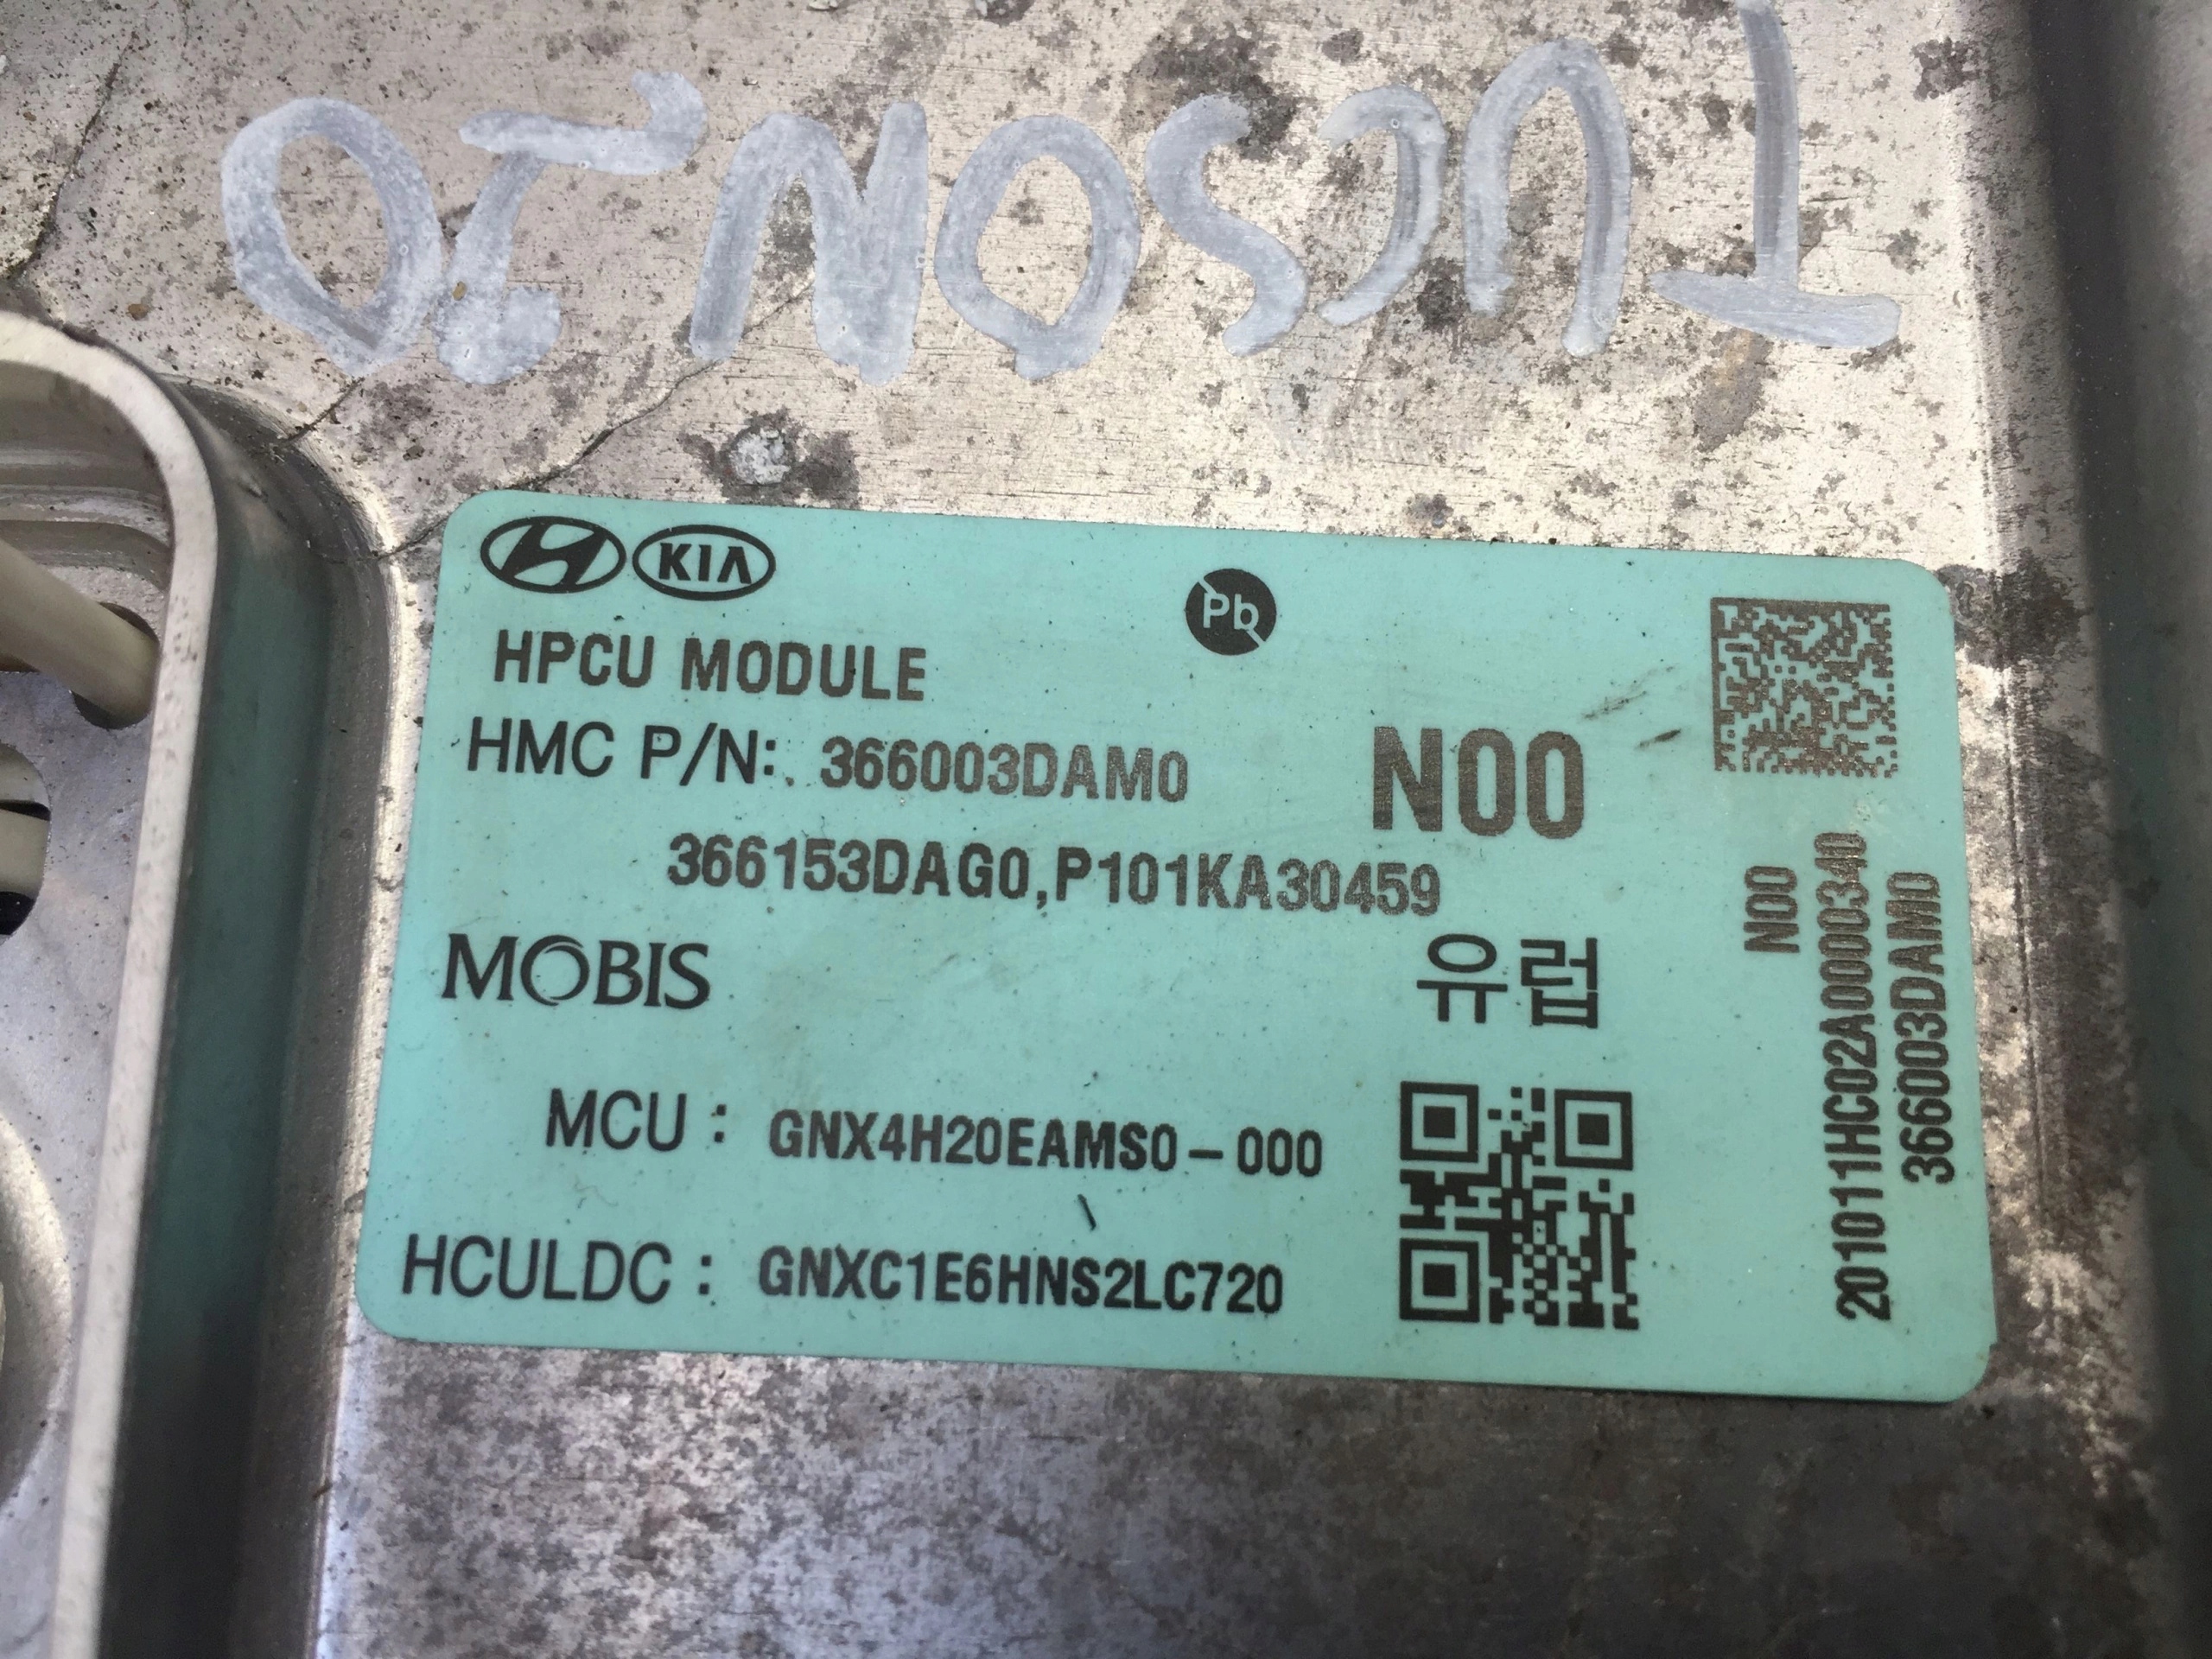 TUCSON 20
KIA
Pb
HPCU MODULE
HMC P/N: 366003DAM0
N00
366153DAG0,P101KA30459
MOBIS
유럽
MCU : GNX4H20EAMS0-000
HCULDC : GNXC1E6HNS2LC720
N00
201011HC02A0000340
366003DAM0